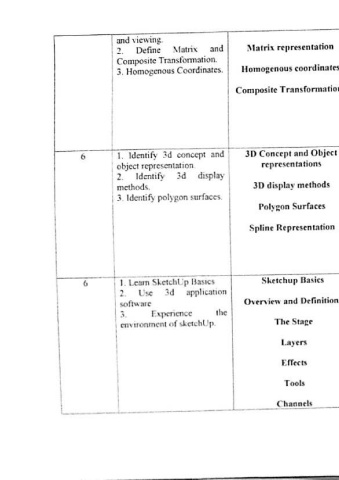 and viewing.
2. Define Matrix and
Composite Transformation.
3. Homogenous Coordinates.
Matrix representation
Homogenous coordinates
Composite Transformation
6
1. Identify 3d concept and
object representation.
2. Identify 3d display
methods.
3. Identify polygon surfaces.
3D Concept and Object
representations
3D display methods
Polygon Surfaces
Spline Representation
6
1. Learn SketchUp Basics
2. Use 3d application
software
3. Experience the
environment of sketchUp.
Sketchup Basics
Overview and Definition
The Stage
Layers
Effects
Tools
Channels